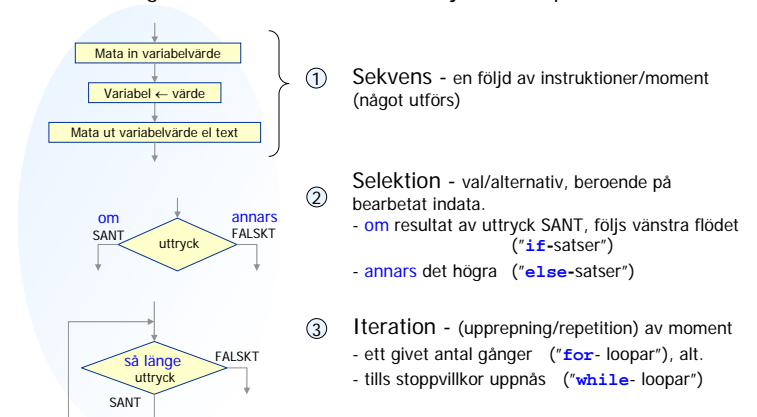 Mata in variabelvärde
Variabel ← värde
Mata ut variabelvärde el text
① Sekvens - en följd av instruktioner/moment
(något utförs)
om
SANT
uttryck
annars
FALSKT
② Selektion - val/alternativ, beroende på
bearbetat indata.
- om resultat av uttryck SANT, följs vänstra flödet
("if-satser")
- annars det högra ("else-satser")
så länge
uttryck
FALSKT
SANT
③ Iteration - (upprepning/repetition) av moment
- ett givet antal gånger ("for- loopar"), alt.
- tills stoppvillkor uppnås ("while- loopar")